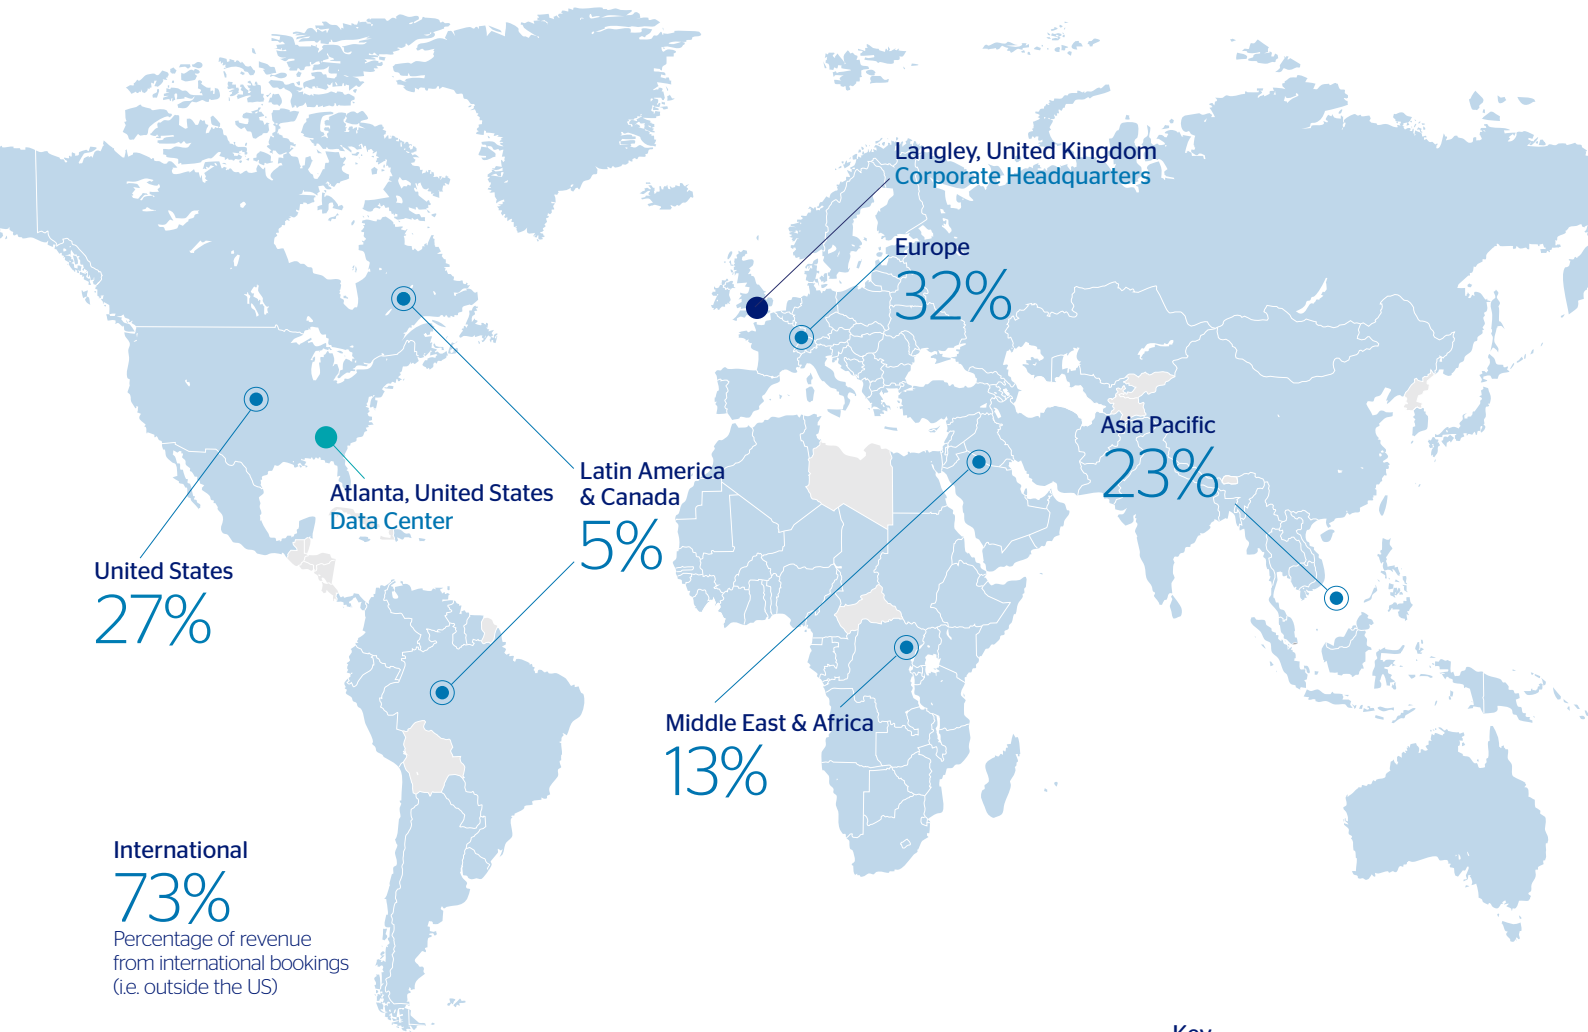 Langley, United Kingdom
Corporate Headquarters
Europe
32%
Asia Pacific
23%
Latin America
& Canada
5%
Atlanta, United States
Data Center
United States
27%
Middle East & Africa
13%
International
73%
Percentage of revenue
from international bookings
(i.e. outside the US)
Key